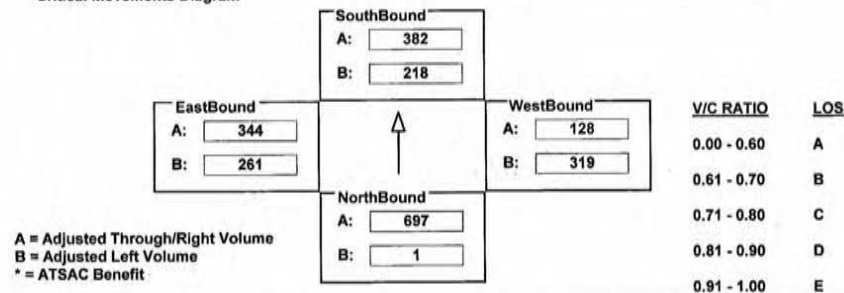 SouthBound
A: 382
B: 218
EastBound
A: 344
B: 261
WestBound
A: 128
B: 319
NorthBound
A: 697
B: 1
A = Adjusted Through/Right Volume
B = Adjusted Left Volume
* = ATSAC Benefit
V/C RATIO LOS
0.00 - 0.60 A
0.61 - 0.70 B
0.71 - 0.80 C
0.81 - 0.90 D
0.91 - 1.00 E